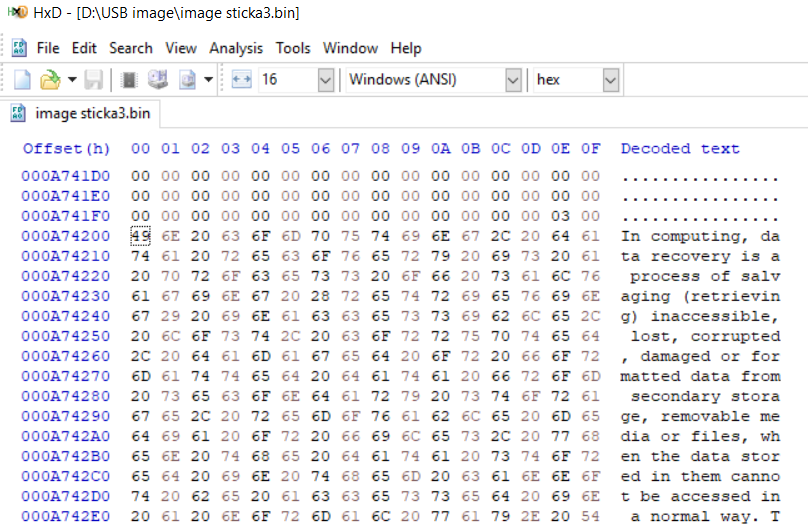 HxD - [D:\USB image\image sticka3.bin]
File Edit Search View Analysis Tools Window Help
16 Windows (ANSI) hex
image sticka3.bin
Offset(h) 00 01 02 03 04 05 06 07 08 09 0A 0B 0C 0D 0E 0F Decoded text
000A741D0 00 00 00 00 00 00 00 00 00 00 00 00 00 00 00 00 ................
000A741E0 00 00 00 00 00 00 00 00 00 00 00 00 00 00 00 00 ................
000A741F0 00 00 00 00 00 00 00 00 00 00 00 00 00 00 03 00 ................
000A74200 49 6E 20 63 6F 6D 70 75 74 69 6E 67 2C 20 64 61 In computing, da
000A74210 74 61 20 72 65 63 6F 76 65 72 79 20 69 73 20 61 ta recovery is a
000A74220 20 70 72 6F 63 65 73 73 20 6F 66 20 73 61 6C 76 process of salv
000A74230 61 67 69 6E 67 20 28 72 65 74 72 69 65 76 69 6E aging (retrievin
000A74240 67 29 20 69 6E 61 63 63 65 73 73 69 62 6C 65 2C g) inaccessible,
000A74250 20 6C 6F 73 74 2C 20 63 6F 72 72 75 70 74 65 64 lost, corrupted
000A74260 2C 20 64 61 6D 61 67 65 64 20 6F 72 20 66 6F 72 , damaged or for
000A74270 6D 61 74 74 65 64 20 64 61 74 61 20 66 72 6F 6D matted data from
000A74280 20 73 65 63 6F 6E 64 61 72 79 20 73 74 6F 72 61 secondary stora
000A74290 67 65 2C 20 72 65 6D 6F 76 61 62 6C 65 20 6D 65 ge, removable me
000A742A0 64 69 61 20 6F 72 20 66 69 6C 65 73 2C 20 77 68 dia or files, wh
000A742B0 65 6E 20 74 68 65 20 64 61 74 61 20 73 74 6F 72 en the data stor
000A742C0 65 64 20 69 6E 20 74 68 65 6D 20 63 61 6E 6E 6F ed in them canno
000A742D0 74 20 62 65 20 61 63 63 65 73 73 65 64 20 69 6E t be accessed in
000A742E0 20 61 20 6E 6F 72 6D 61 6C 20 77 61 79 2E 20 54 a normal way. T